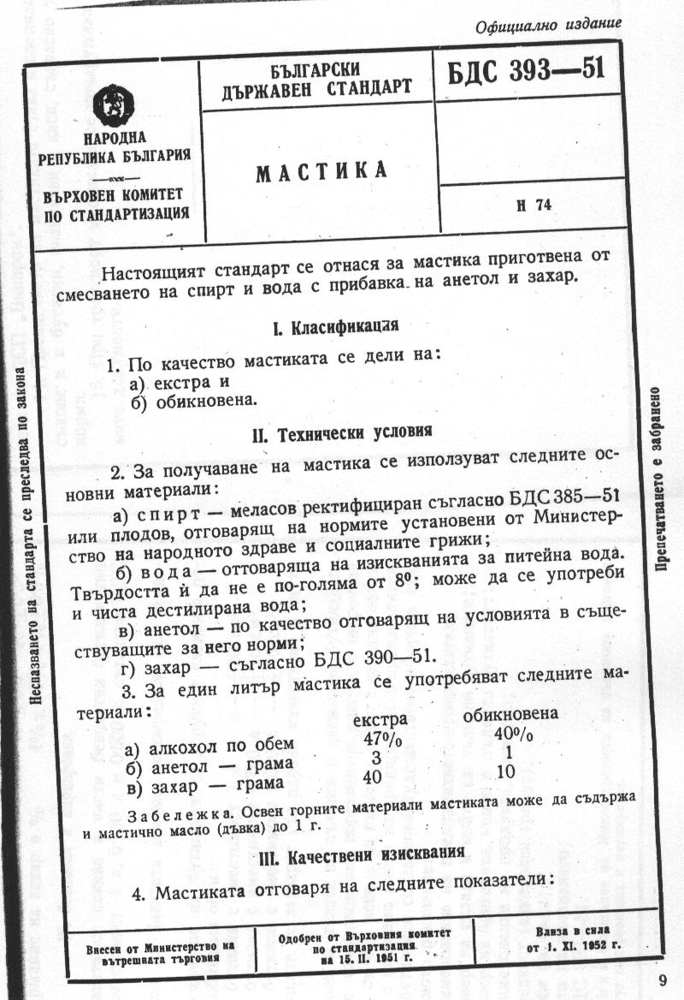 Официално издание
НАРОДНА
РЕПУБЛИКА БЪЛГАРИЯ
ВЪРХОВЕН КОМИТЕТ
ПО СТАНДАРТИЗАЦИЯ
БЪЛГАРСКИ
ДЪРЖАВЕН СТАНДАРТ
МАСТИКА
БДС 393—51
Н 74
Настоящият стандарт се отнася за мастика приготвена от
смесването на спирт и вода с прибавка на анетол и захар.
I. Класификация
1. По качество мастиката се дели на:
а) екстра и
б) обикновена.
II. Технически условия
2. За получаване на мастика се използуват следните ос-
новни материали:
а) спирт — меласов ректифициран съгласно БДС 385—51
или плодов, отговарящ на нормите установени от Министер-
ство на народното здраве и социалните грижи;
б) вода — оттоваряща на изискванията за питейна вода.
Твърдостта ѝ да не е по-голяма от 8°; може да се употреби
и чиста дестилирана вода;
в) анетол — по качество отговарящ на условията в съще-
ствуващите за него норми;
г) захар — съгласно БДС 390—51.
3. За един литър мастика се употребяват следните ма-
териали:
екстра обикновена
а) алкохол по обем 47% 40%
б) анетол — грама 3 1
в) захар — грама 40 10
Забележка. Освен горните материали мастиката може да съдържа
и мастично масло (дъвка) до 1 г.
III. Качествени изисквания
4. Мастиката отговаря на следните показатели:
Внесен от Министерство на
вътрешната търговия
Одобрен от Върховния комитет
по стандартизация
на 15. II. 1951 г.
Влиза в сила
от 1. XI. 1952 г.
Неспазването на стандарта се преследва по закона
Препечатването е забранено
9